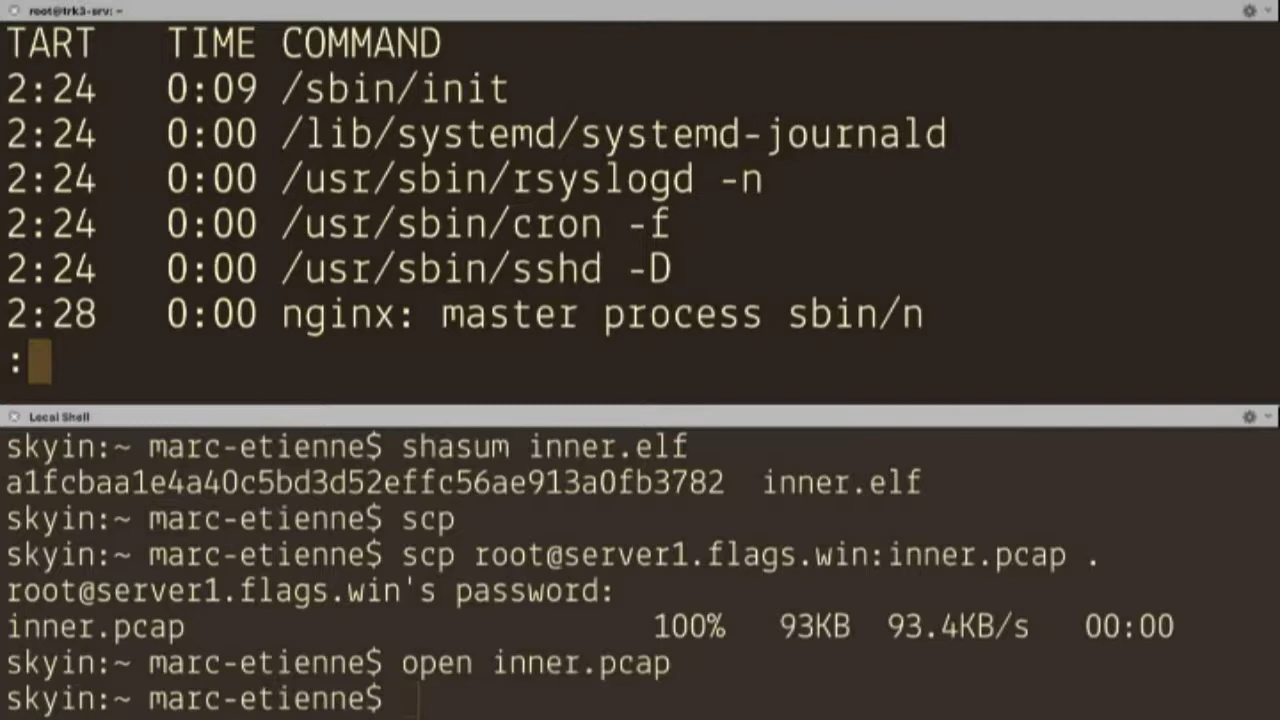 root@trk3-srv: ~
TART   TIME COMMAND
2:24   0:09 /sbin/init
2:24   0:00 /lib/systemd/systemd-journald
2:24   0:00 /usr/sbin/rsyslogd -n
2:24   0:00 /usr/sbin/cron -f
2:24   0:00 /usr/sbin/sshd -D
2:28   0:00 nginx: master process sbin/n
:
Local Shell
skyin:~ marc-etienne$ shasum inner.elf
a1fcbaa1e4a40c5bd3d52effc56ae913a0fb3782  inner.elf
skyin:~ marc-etienne$ scp
skyin:~ marc-etienne$ scp root@server1.flags.win:inner.pcap .
root@server1.flags.win's password:
inner.pcap                          100%   93KB  93.4KB/s   00:00
skyin:~ marc-etienne$ open inner.pcap
skyin:~ marc-etienne$